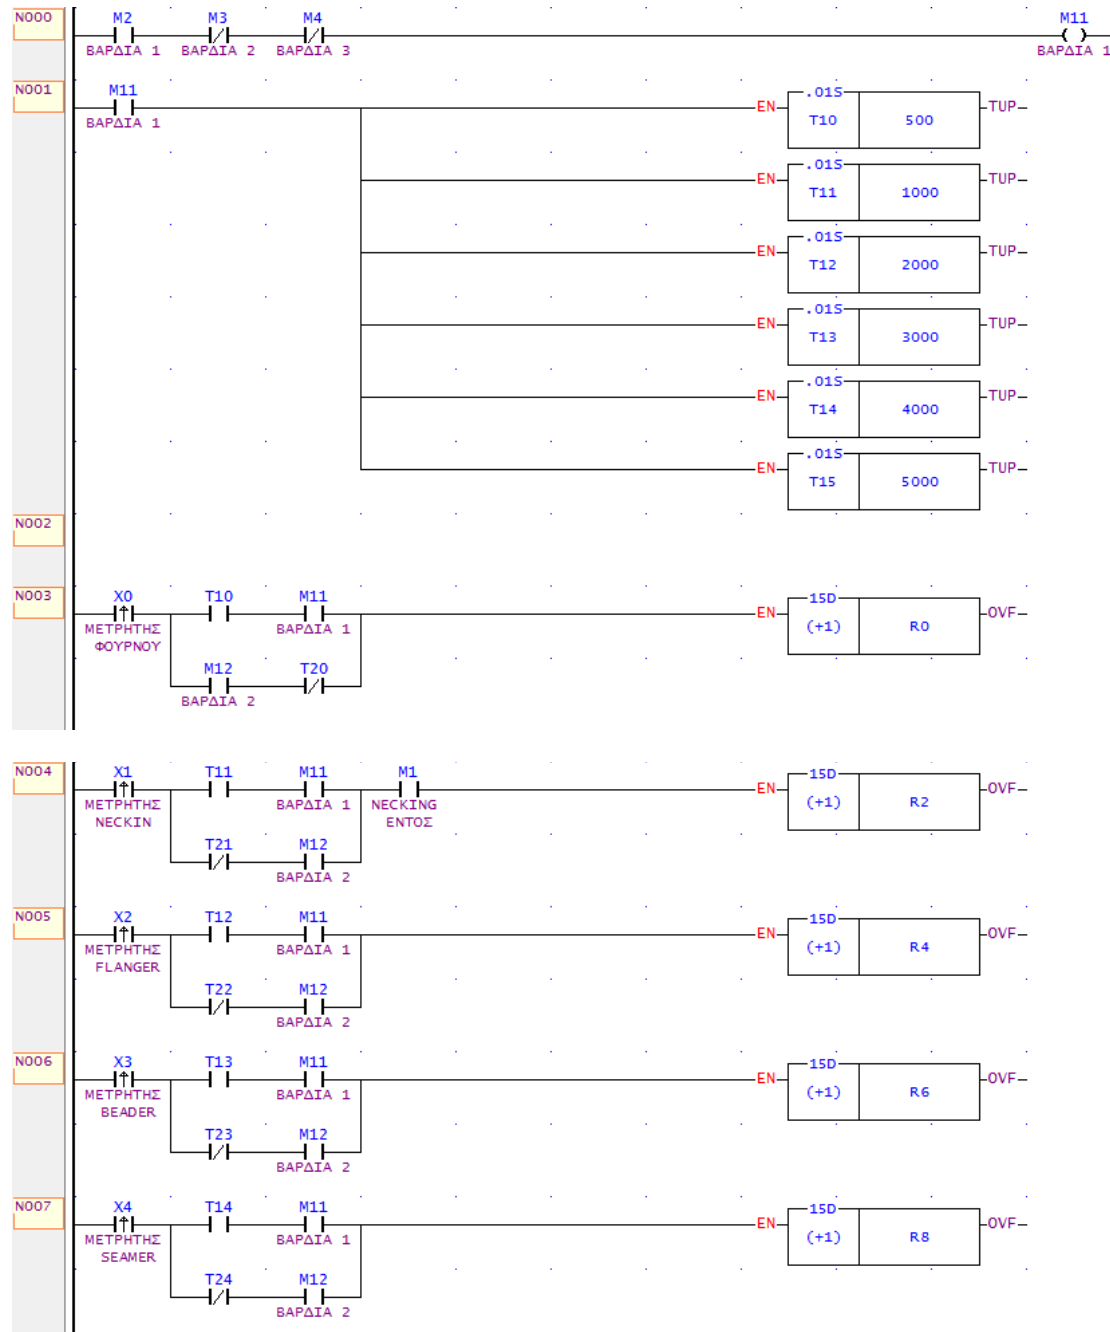 N000 M2 M3 M4 M11
ΒΑΡΔΙΑ 1 ΒΑΡΔΙΑ 2 ΒΑΡΔΙΑ 3 ΒΑΡΔΙΑ 1
N001 M11 .01S
EN TUP
ΒΑΡΔΙΑ 1 T10 500
.01S
EN TUP
T11 1000
.01S
EN TUP
T12 2000
.01S
EN TUP
T13 3000
.01S
EN TUP
T14 4000
.01S
EN TUP
T15 5000
N002
N003 X0 T10 M11 15D
EN OVF
ΜΕΤΡΗΤΗΣ ΒΑΡΔΙΑ 1 (+1) R0
ΦΟΥΡΝΟΥ
M12 T20
ΒΑΡΔΙΑ 2
N004 X1 T11 M11 M1 15D
EN OVF
ΜΕΤΡΗΤΗΣ ΒΑΡΔΙΑ 1 NECKING (+1) R2
NECKIN ΕΝΤΟΣ
T21 M12
ΒΑΡΔΙΑ 2
N005 X2 T12 M11 15D
EN OVF
ΜΕΤΡΗΤΗΣ ΒΑΡΔΙΑ 1 (+1) R4
FLANGER
T22 M12
ΒΑΡΔΙΑ 2
N006 X3 T13 M11 15D
EN OVF
ΜΕΤΡΗΤΗΣ ΒΑΡΔΙΑ 1 (+1) R6
BEADER
T23 M12
ΒΑΡΔΙΑ 2
N007 X4 T14 M11 15D
EN OVF
ΜΕΤΡΗΤΗΣ ΒΑΡΔΙΑ 1 (+1) R8
SEAMER
T24 M12
ΒΑΡΔΙΑ 2